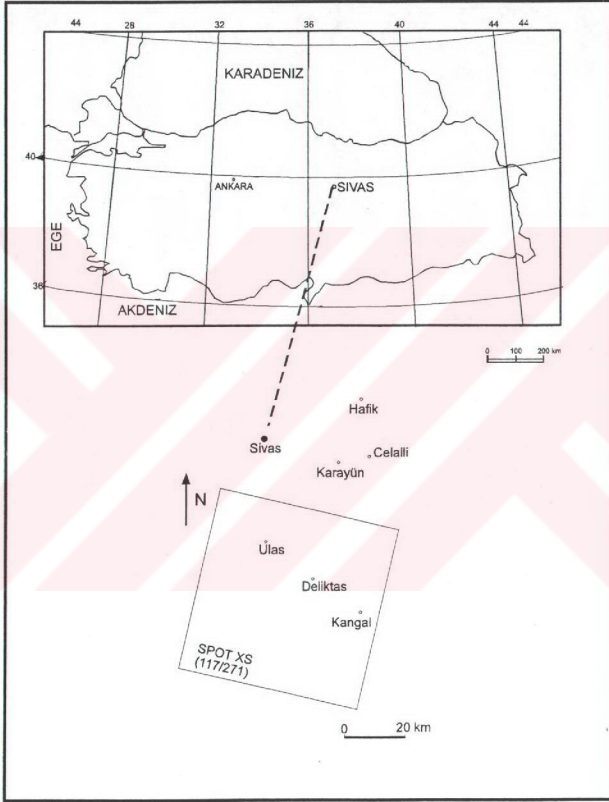 44 28 32 36 40 44 44
KARADENIZ
40
ANKARA
SIVAS
EGE
36
AKDENIZ
0 100 200 km
Hafik
Sivas
Celalli
Karayün
N
Ulas
Deliktas
Kangal
SPOT XS
(117/271)
0 20 km